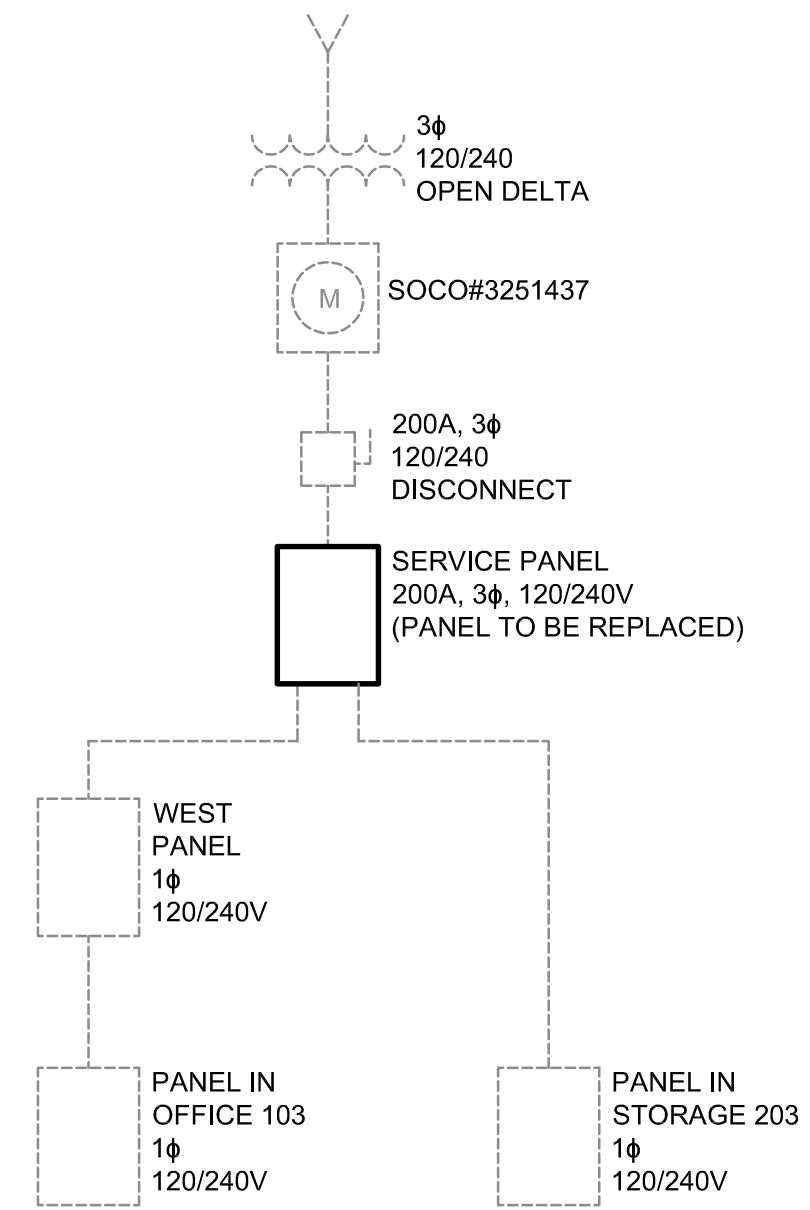 3ϕ
120/240
OPEN DELTA
M
SOCO#3251437
200A, 3ϕ
120/240
DISCONNECT
SERVICE PANEL
200A, 3ϕ, 120/240V
(PANEL TO BE REPLACED)
WEST
PANEL
1ϕ
120/240V
PANEL IN
OFFICE 103
1ϕ
120/240V
PANEL IN
STORAGE 203
1ϕ
120/240V